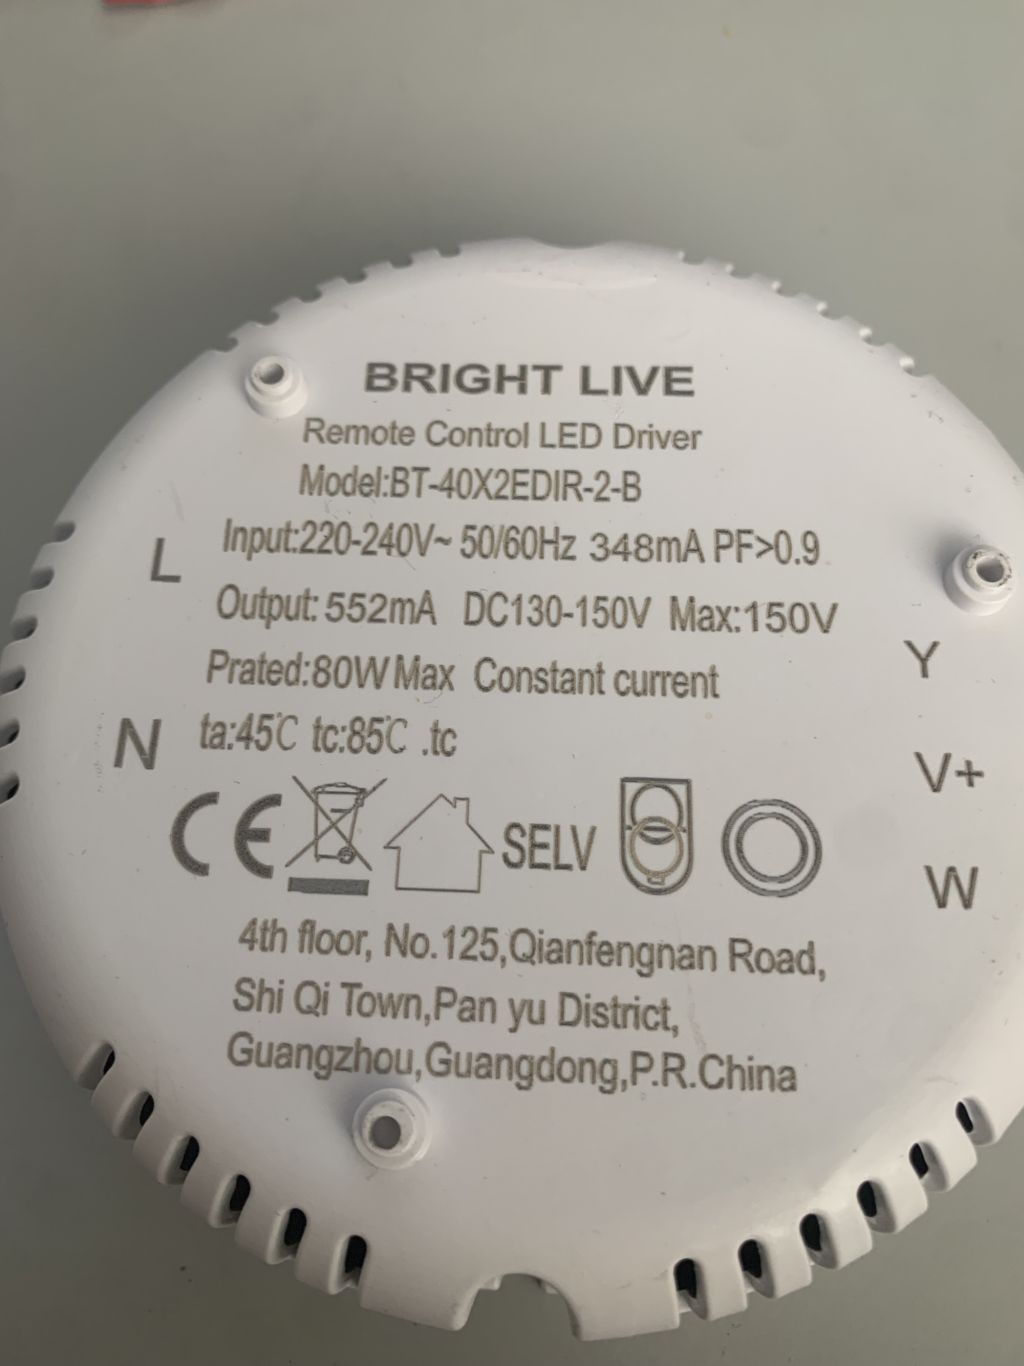 BRIGHT LIVE
Remote Control LED Driver
Model:BT-40X2EDIR-2-B
L
Input:220-240V~ 50/60Hz 348mA PF>0.9
Output: 552mA DC130-150V Max:150V
Y
Prated:80W Max Constant current
N
ta:45℃ tc:85℃ .tc
V+
CE
SELV
W
4th floor, No.125,Qianfengnan Road,
Shi Qi Town,Pan yu District,
Guangzhou,Guangdong,P.R.China